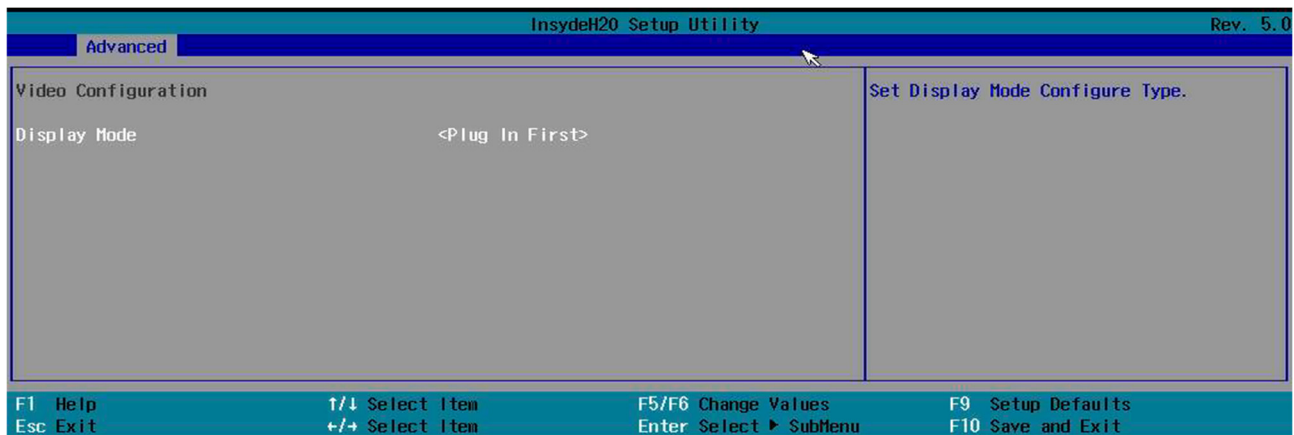 InsydeH20 Setup Utility Rev. 5.0
Advanced
Video Configuration
Set Display Mode Configure Type.
Display Mode <Plug In First>
F1 Help ↑/↓ Select Item F5/F6 Change Values F9 Setup Defaults
Esc Exit ←/→ Select Item Enter Select ▶ SubMenu F10 Save and Exit